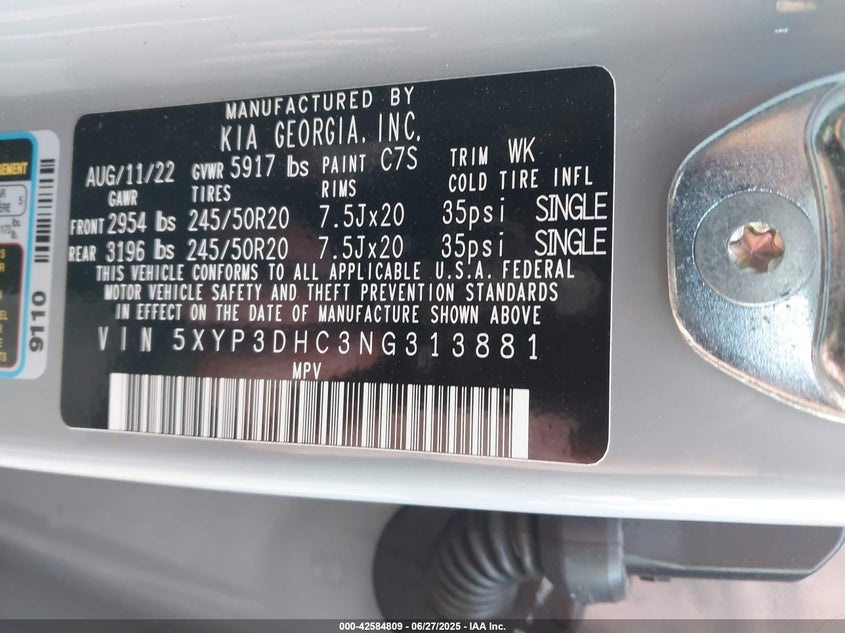 MANUFACTURED BY
KIA GEORGIA, INC.
AUG/11/22 GVWR 5917 lbs PAINT C7S TRIM WK
GAWR TIRES RIMS COLD TIRE INFL
FRONT 2954 lbs 245/50R20 7.5Jx20 35psi SINGLE
REAR 3196 lbs 245/50R20 7.5Jx20 35psi SINGLE
THIS VEHICLE CONFORMS TO ALL APPLICABLE U.S.A. FEDERAL
MOTOR VEHICLE SAFETY AND THEFT PREVENTION STANDARDS
IN EFFECT ON THE DATE OF MANUFACTURE SHOWN ABOVE
VIN 5XYP3DHC3NG313881
MPV
9110
000-42584809 / 06/27/2025 - IAA Inc.